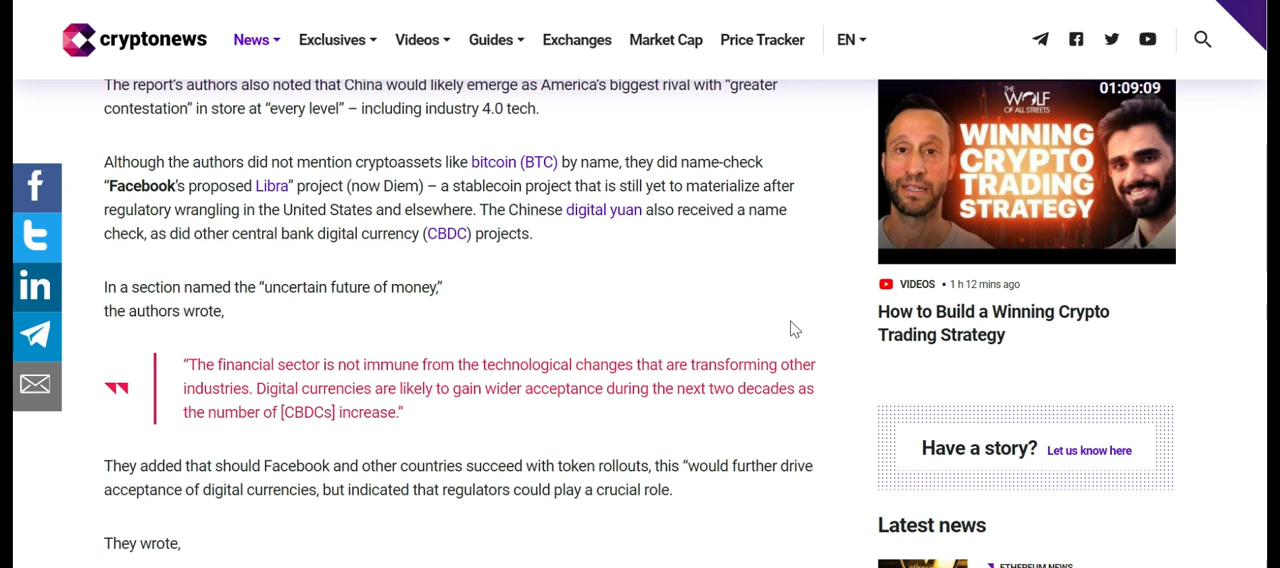 cryptonews
News Exclusives Videos Guides Exchanges Market Cap Price Tracker EN
The report's authors also noted that China would likely emerge as America's biggest rival with “greater
contestation” in store at “every level” – including industry 4.0 tech.
Although the authors did not mention cryptoassets like bitcoin (BTC) by name, they did name-check
“Facebook's proposed Libra” project (now Diem) – a stablecoin project that is still yet to materialize after
regulatory wrangling in the United States and elsewhere. The Chinese digital yuan also received a name
check, as did other central bank digital currency (CBDC) projects.
In a section named the “uncertain future of money,”
the authors wrote,
“The financial sector is not immune from the technological changes that are transforming other
industries. Digital currencies are likely to gain wider acceptance during the next two decades as
the number of [CBDCs] increase.”
They added that should Facebook and other countries succeed with token rollouts, this “would further drive
acceptance of digital currencies, but indicated that regulators could play a crucial role.
They wrote,
THE
WOLF
OF ALL STREETS
01:09:09
WINNING
CRYPTO
TRADING
STRATEGY
VIDEOS • 1 h 12 mins ago
How to Build a Winning Crypto
Trading Strategy
Have a story? Let us know here
Latest news
ETHEREUM NEWS